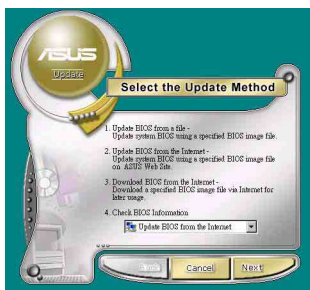 ASUS
Update
Select the Update Method
1. Update BIOS from a file -
Update system BIOS using a specified BIOS image file.
2. Update BIOS from the Internet -
Update system BIOS using a specified BIOS image file
on ASUS Web Site.
3. Download BIOS from the Internet -
Download a specified BIOS image file via Internet for
later usage.
4. Check BIOS Information
Update BIOS from the Internet
Back Cancel Next